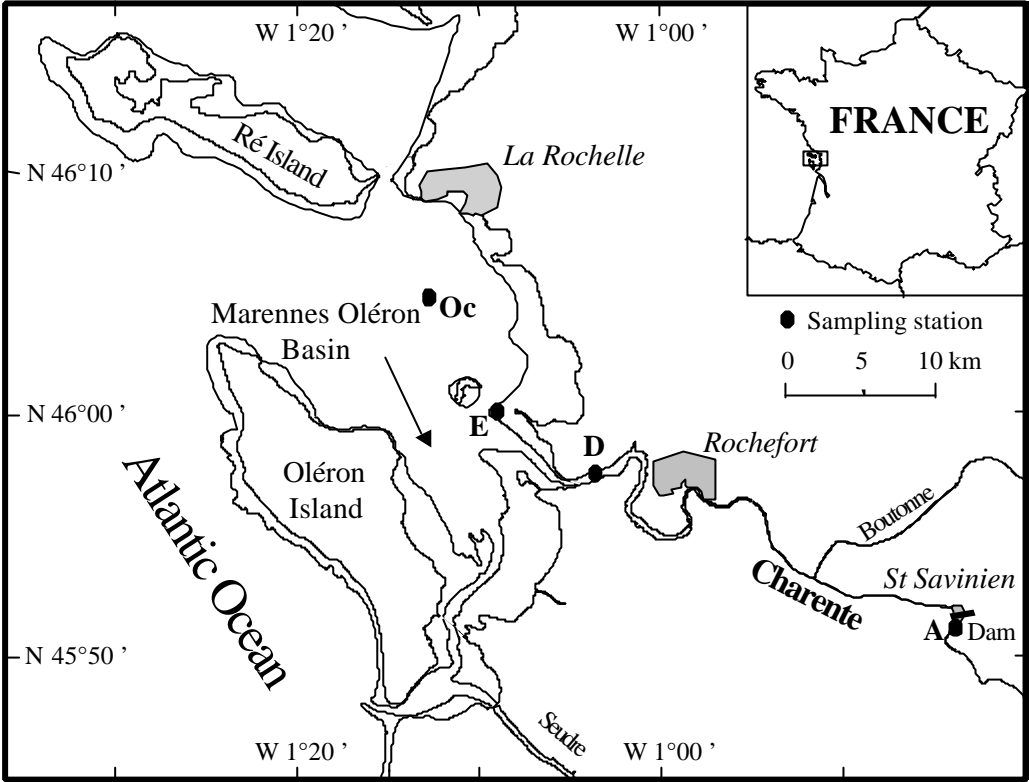 W 1°20 ’
W 1°00 ’
FRANCE
Ré Island
La Rochelle
N 46°10 ’
Oc
Marennes Oléron
Basin
Sampling station
0 5 10 km
N 46°00 ’
E
D
Rochefort
Oléron
Island
Atlantic Ocean
Boutonne
Charente
St Savinien
A
Dam
N 45°50 ’
Seudre
W 1°20 ’
W 1°00 ’